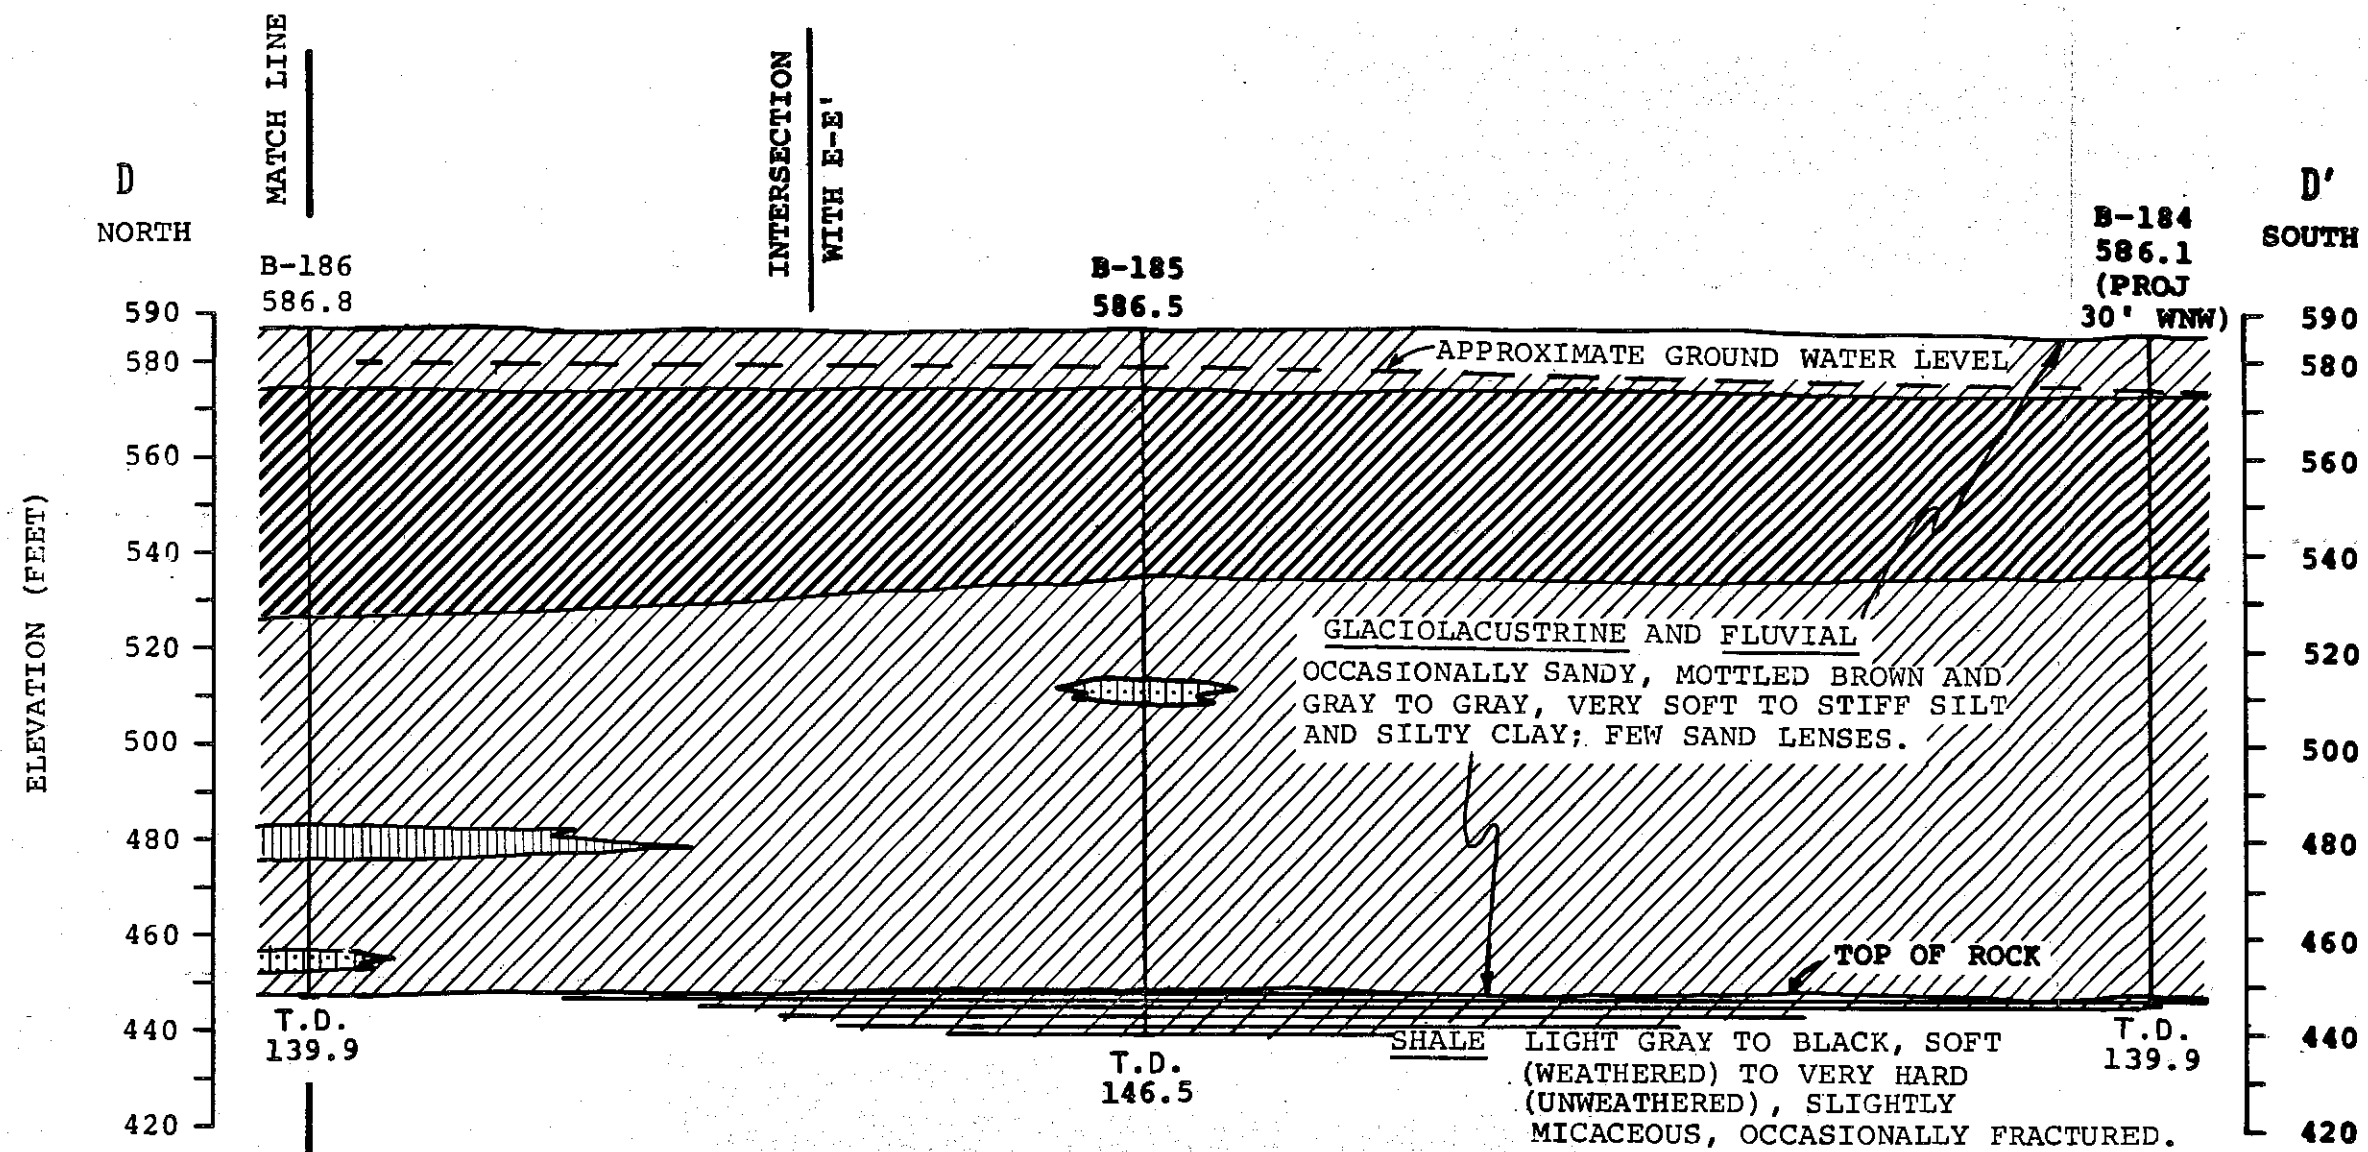 MATCH LINE
INTERSECTION
WITH E-E'
D
NORTH
B-186
586.8
B-185
586.5
B-184
586.1
(PROJ
30' WNW)
D'
SOUTH
ELEVATION (FEET)
590
580
560
540
520
500
480
460
440
420
590
580
560
540
520
500
480
460
440
420
APPROXIMATE GROUND WATER LEVEL
GLACIOLACUSTRINE AND FLUVIAL
OCCASIONALLY SANDY, MOTTLED BROWN AND
GRAY TO GRAY, VERY SOFT TO STIFF SILT
AND SILTY CLAY; FEW SAND LENSES.
TOP OF ROCK
T.D.
139.9
T.D.
146.5
T.D.
139.9
SHALE LIGHT GRAY TO BLACK, SOFT
(WEATHERED) TO VERY HARD
(UNWEATHERED), SLIGHTLY
MICACEOUS, OCCASIONALLY FRACTURED.